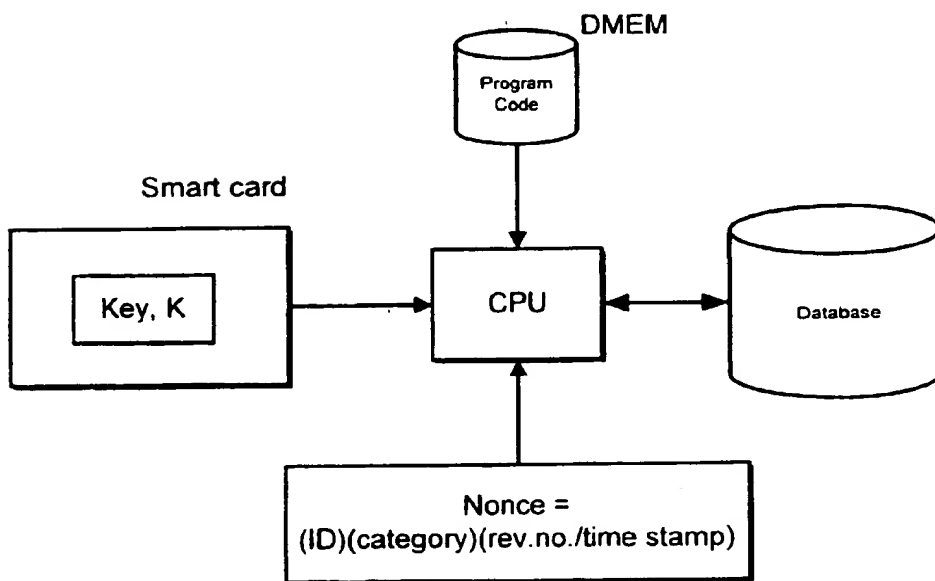 DMEM
Program
Code
Smart card
Key, K
CPU
Database
Nonce =
(ID)(category)(rev.no./time stamp)